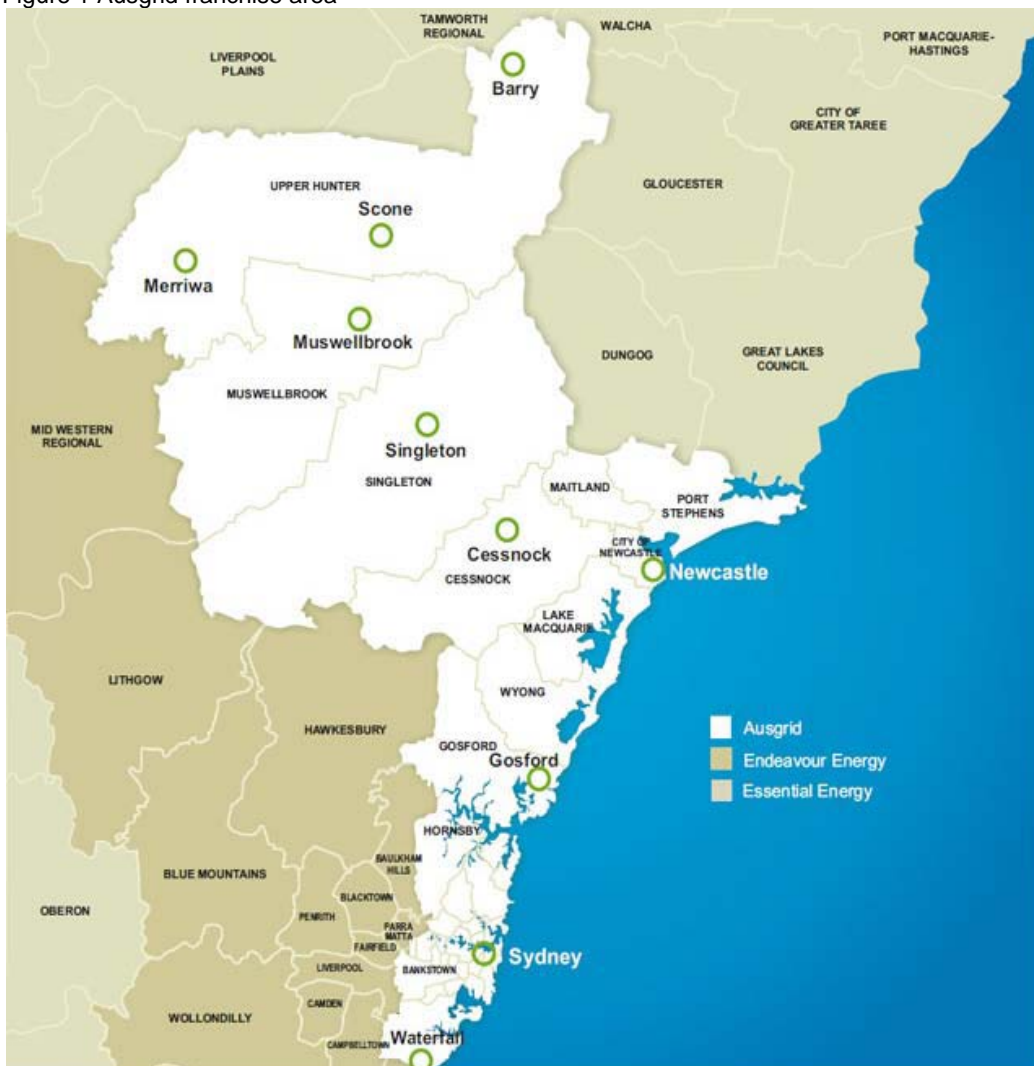 Figure 1 Ausgrid franchise area
TAMWORTH
REGIONAL
WALCHA
PORT MACQUARIE-
HASTINGS
LIVERPOOL
PLAINS
Barry
CITY OF
GREATER TAREE
UPPER HUNTER
GLOUCESTER
Scone
Merriwa
Muswellbrook
DUNGOG
GREAT LAKES
COUNCIL
MUSWELLBROOK
MID WESTERN
REGIONAL
Singleton
SINGLETON
MAITLAND
PORT
STEPHENS
Cessnock
CITY OF
NEWCASTLE
CESSNOCK
Newcastle
LAKE
MACQUARIE
LITHGOW
WYONG
HAWKESBURY
Ausgrid
GOSFORD
Gosford
Endeavour Energy
Essential Energy
HORNSBY
BAULKHAM
HILLS
BLUE MOUNTAINS
BLACKTOWN
OBERON
PENRITH
PARRA
MATTA
FAIRFIELD
Sydney
LIVERPOOL
BANKSTOWN
CAMDEN
WOLLONDILLY
Waterfall
CAMPBELLTOWN